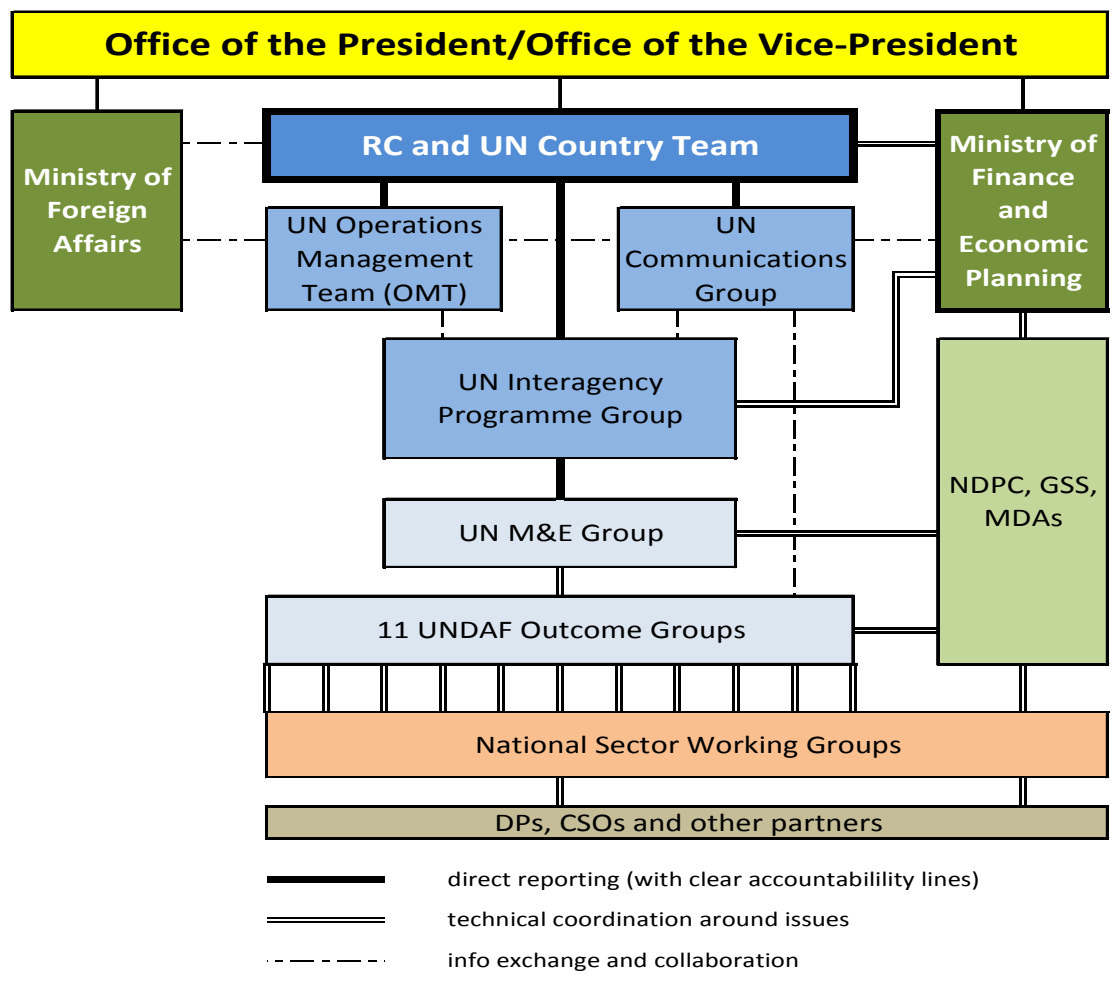 Office of the President/Office of the Vice-President
Ministry of
Foreign
Affairs
RC and UN Country Team
Ministry of
Finance
and
Economic
Planning
UN Operations
Management
Team (OMT)
UN
Communications
Group
UN Interagency
Programme Group
NDPC, GSS,
MDAs
UN M&E Group
11 UNDAF Outcome Groups
National Sector Working Groups
DPs, CSOs and other partners
direct reporting (with clear accountabilility lines)
technical coordination around issues
info exchange and collaboration